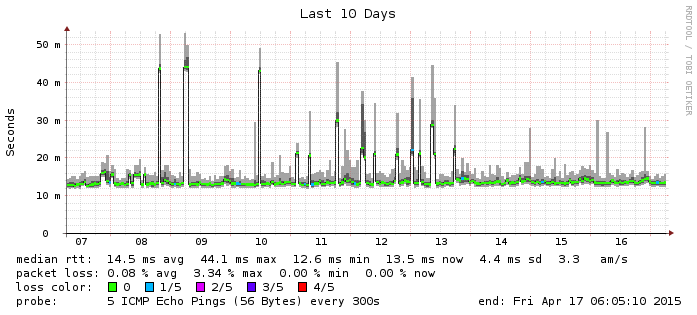 Last 10 Days
RRDTOOL / TOBI OETIKER
Seconds
50 m
40 m
30 m
20 m
10 m
0
07 08 09 10 11 12 13 14 15 16
median rtt: 14.5 ms avg 44.1 ms max 12.6 ms min 13.5 ms now 4.4 ms sd 3.3 am/s
packet loss: 0.08 % avg 3.34 % max 0.00 % min 0.00 % now
loss color: 0 1/5 2/5 3/5 4/5
probe: 5 ICMP Echo Pings (56 Bytes) every 300s end: Fri Apr 17 06:05:10 2015